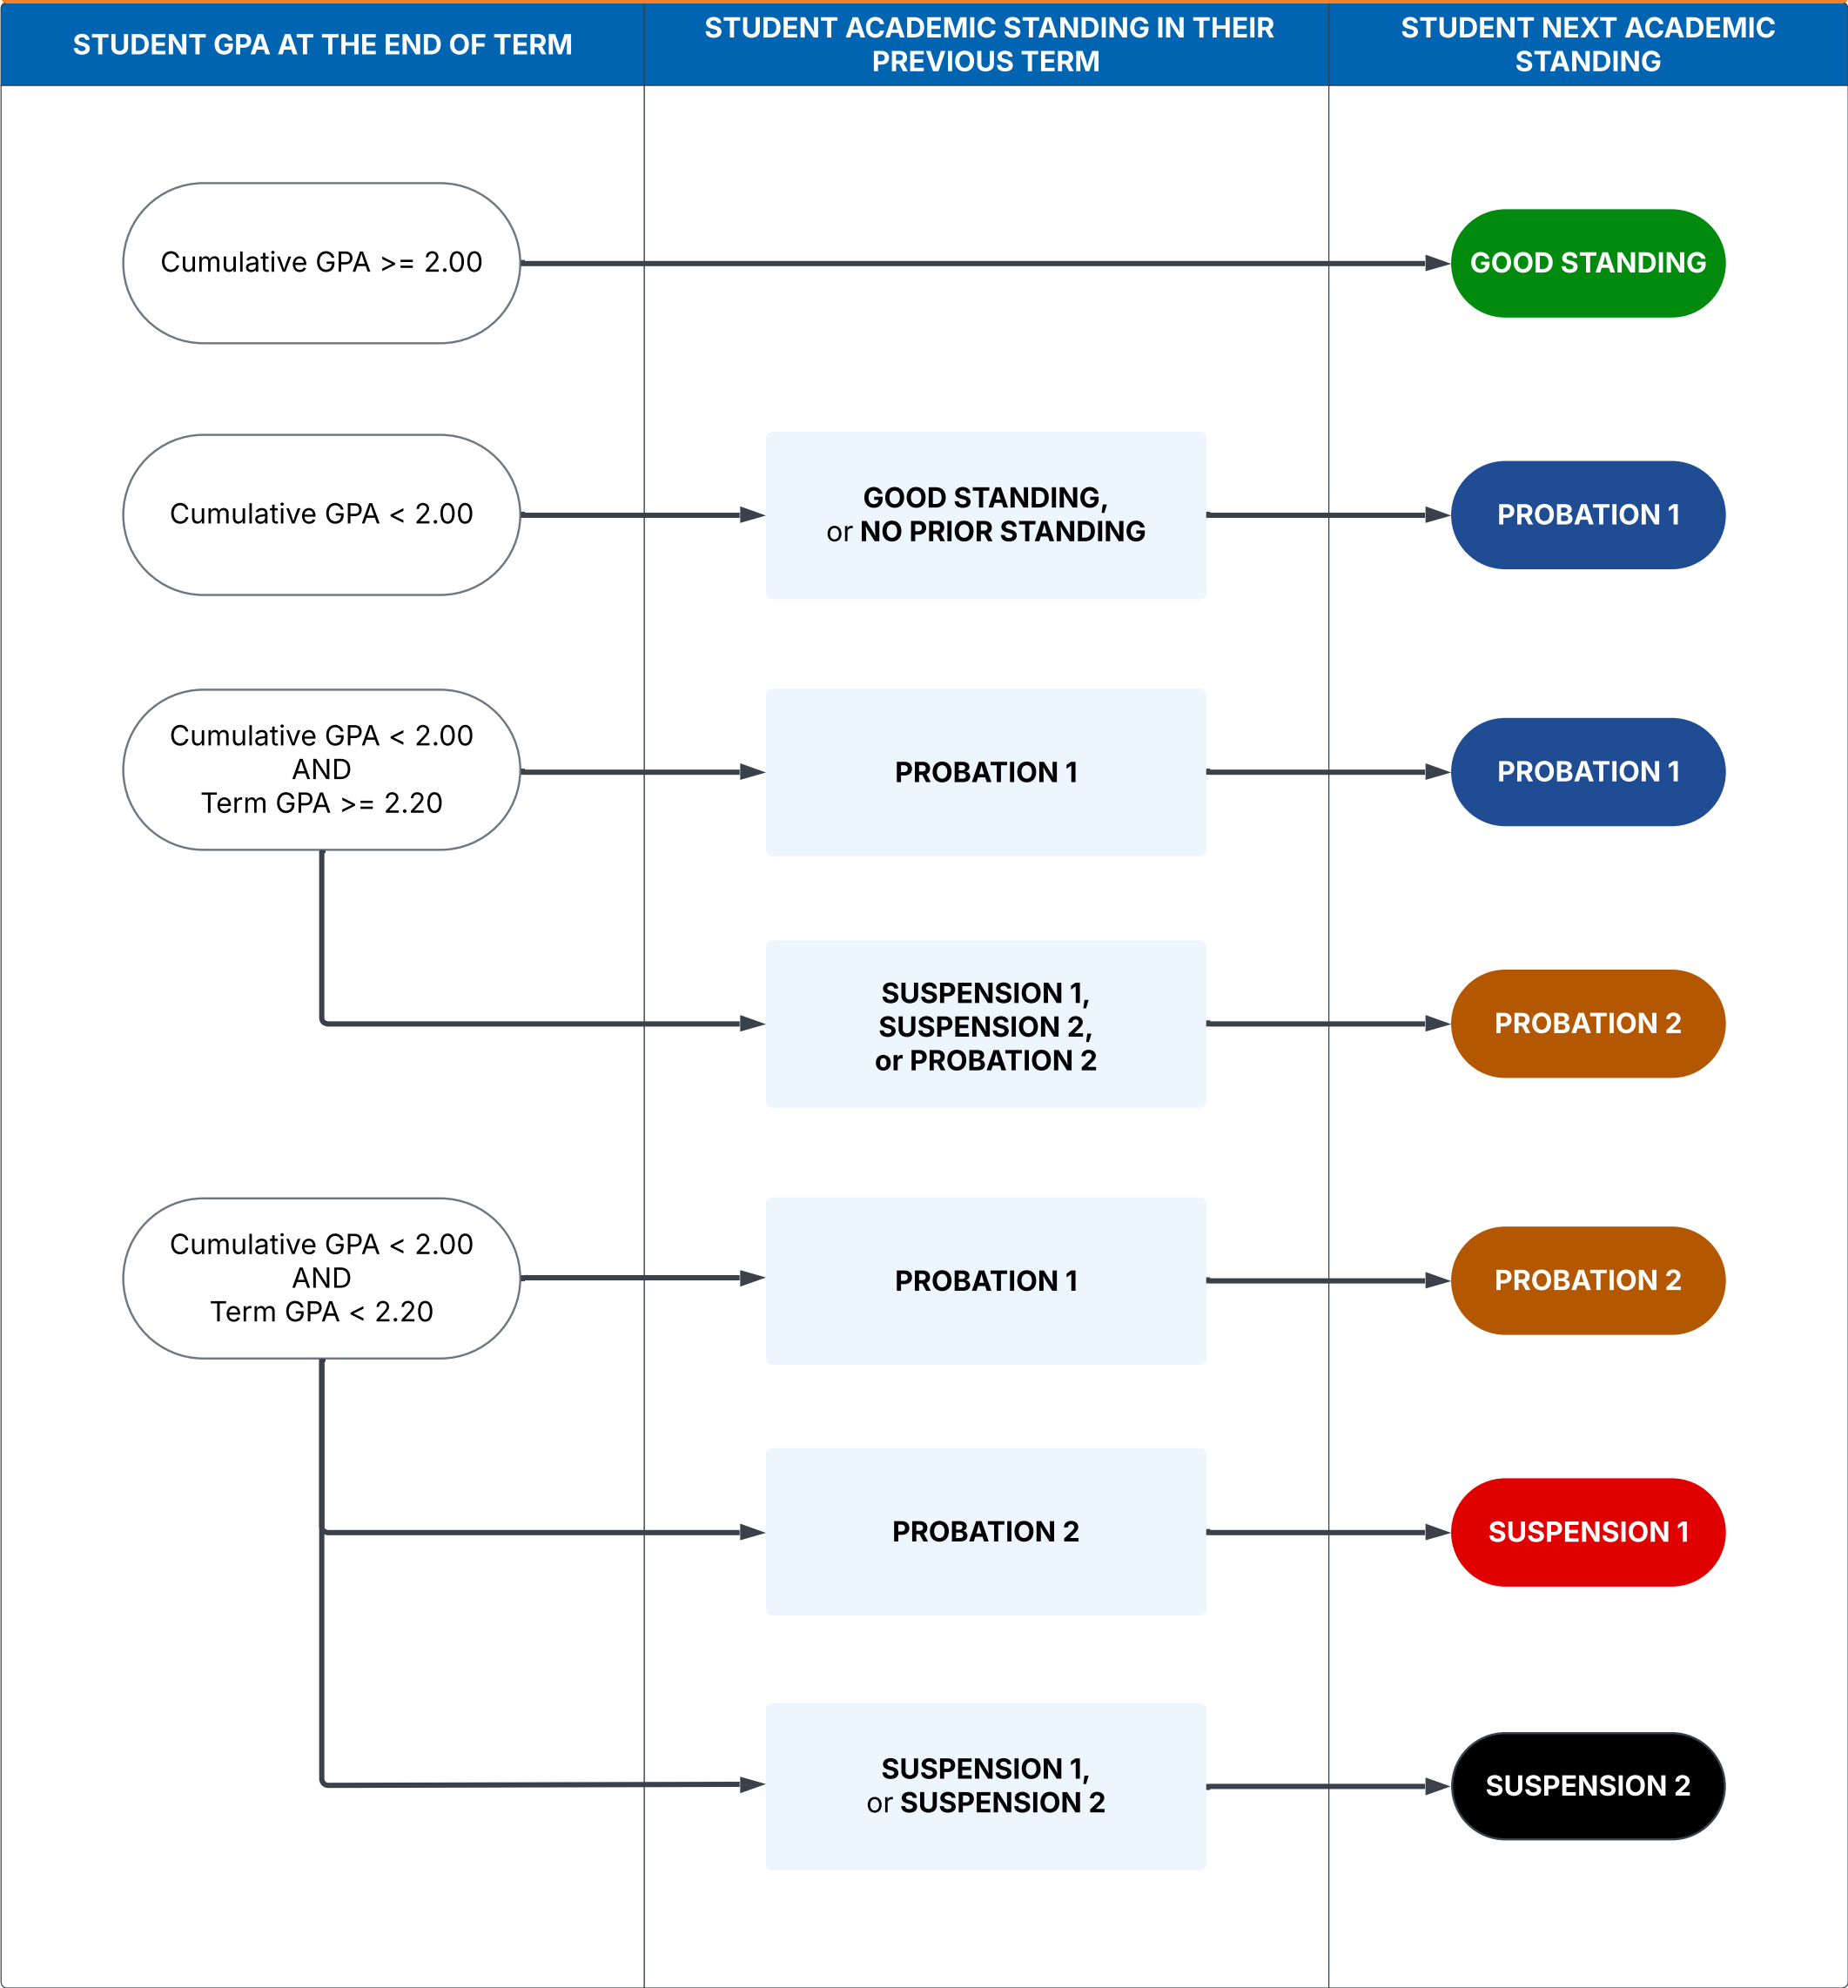 STUDENT GPA AT THE END OF TERM
STUDENT ACADEMIC STANDING IN THEIR
PREVIOUS TERM
STUDENT NEXT ACADEMIC
STANDING
Cumulative GPA >= 2.00
GOOD STANDING
Cumulative GPA < 2.00
GOOD STANDING,
or NO PRIOR STANDING
PROBATION 1
Cumulative GPA < 2.00
AND
Term GPA >= 2.20
PROBATION 1
PROBATION 1
SUSPENSION 1,
SUSPENSION 2,
or PROBATION 2
PROBATION 2
Cumulative GPA < 2.00
AND
Term GPA < 2.20
PROBATION 1
PROBATION 2
PROBATION 2
SUSPENSION 1
SUSPENSION 1,
or SUSPENSION 2
SUSPENSION 2